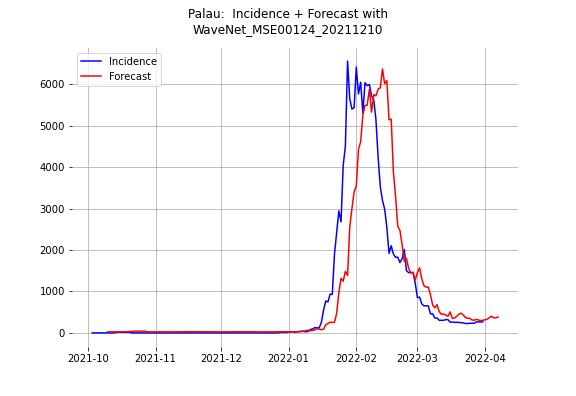 Palau:  Incidence + Forecast with
WaveNet_MSE00124_20211210
Incidence
Forecast
6000
5000
4000
3000
2000
1000
0
2021-10 2021-11 2021-12 2022-01 2022-02 2022-03 2022-04